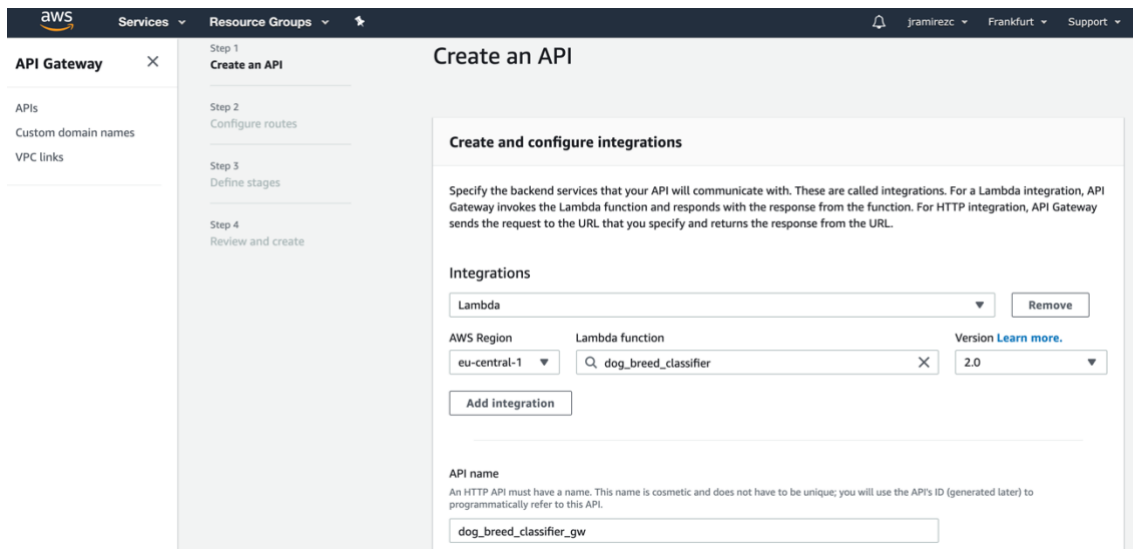 aws
Services
Resource Groups
jramirezc
Frankfurt
Support
API Gateway
APIs
Custom domain names
VPC links
Step 1
Create an API
Step 2
Configure routes
Step 3
Define stages
Step 4
Review and create
Create an API
Create and configure integrations
Specify the backend services that your API will communicate with. These are called integrations. For a Lambda integration, API
Gateway invokes the Lambda function and responds with the response from the function. For HTTP integration, API Gateway
sends the request to the URL that you specify and returns the response from the URL.
Integrations
Lambda
Remove
AWS Region
Lambda function
Version Learn more.
eu-central-1
dog_breed_classifier
2.0
Add integration
API name
An HTTP API must have a name. This name is cosmetic and does not have to be unique; you will use the API's ID (generated later) to
programmatically refer to this API.
dog_breed_classifier_gw